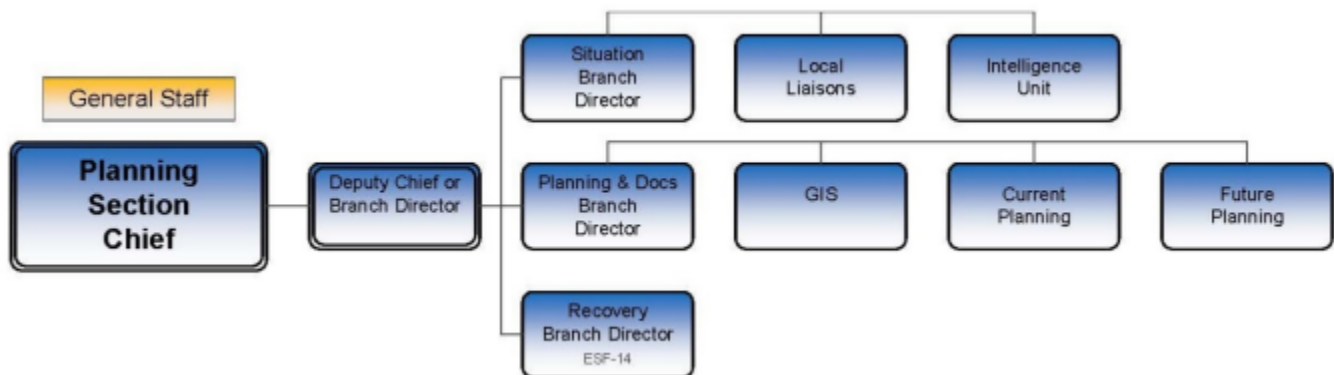 General Staff
Planning
Section
Chief
Deputy Chief or
Branch Director
Situation
Branch
Director
Local
Liaisons
Intelligence
Unit
Planning & Docs
Branch
Director
GIS
Current
Planning
Future
Planning
Recovery
Branch Director
ESF-14